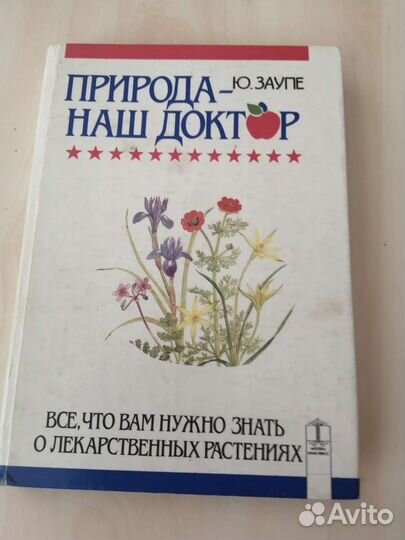 Ю. ЗАУПЕ
ПРИРОДА–
НАШ ДОКТОР
ВСЕ, ЧТО ВАМ НУЖНО ЗНАТЬ
О ЛЕКАРСТВЕННЫХ РАСТЕНИЯХ
Avito